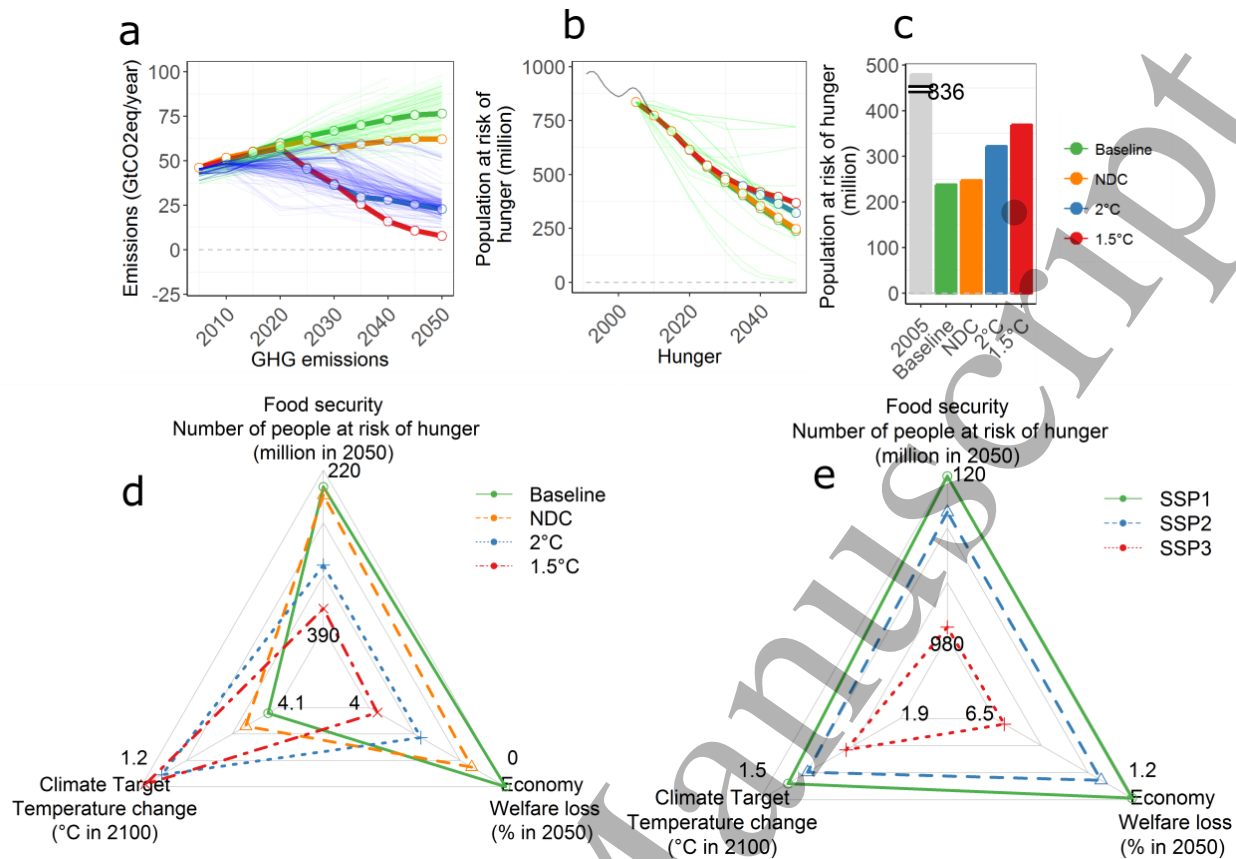 a
b
c
Emissions (GtCO2eq/year)
100
75
50
25
0
-25
2010
2020
2030
2040
2050
GHG emissions
Population at risk of
hunger (million)
1000
750
500
250
0
2000
2020
2040
Hunger
Population at risk of hunger
(million)
500
400
300
200
100
0
836
2005
Baseline
NDC
2°C
1.5°C
Baseline
NDC
2°C
1.5°C
d
Food security
Number of people at risk of hunger
(million in 2050)
220
390
4.1
4
1.2
0
Climate Target
Temperature change
(°C in 2100)
Economy
Welfare loss
(% in 2050)
Baseline
NDC
2°C
1.5°C
e
Food security
Number of people at risk of hunger
(million in 2050)
120
980
1.9
6.5
1.5
1.2
Climate Target
Temperature change
(°C in 2100)
Economy
Welfare loss
(% in 2050)
SSP1
SSP2
SSP3
Manuscript